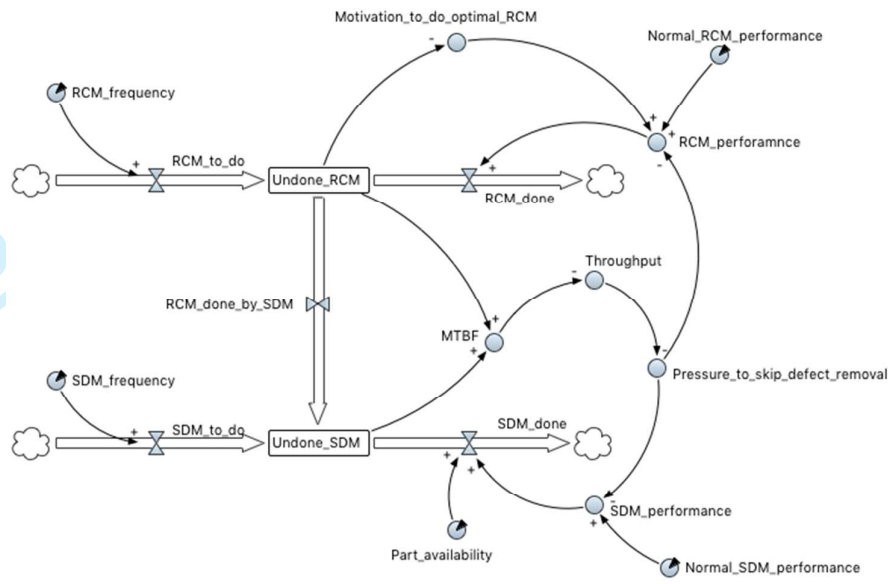 Motivation_to_do_optimal_RCM
Normal_RCM_performance
RCM_frequency
+
-
+
+
RCM_perforamnce
-
RCM_to_do
Undone_RCM
+
RCM_done
Throughput
-
RCM_done_by_SDM
+
MTBF
+
-
Pressure_to_skip_defect_removal
SDM_frequency
+
SDM_to_do
Undone_SDM
SDM_done
+
+
-
SDM_performance
+
Part_availability
Normal_SDM_performance